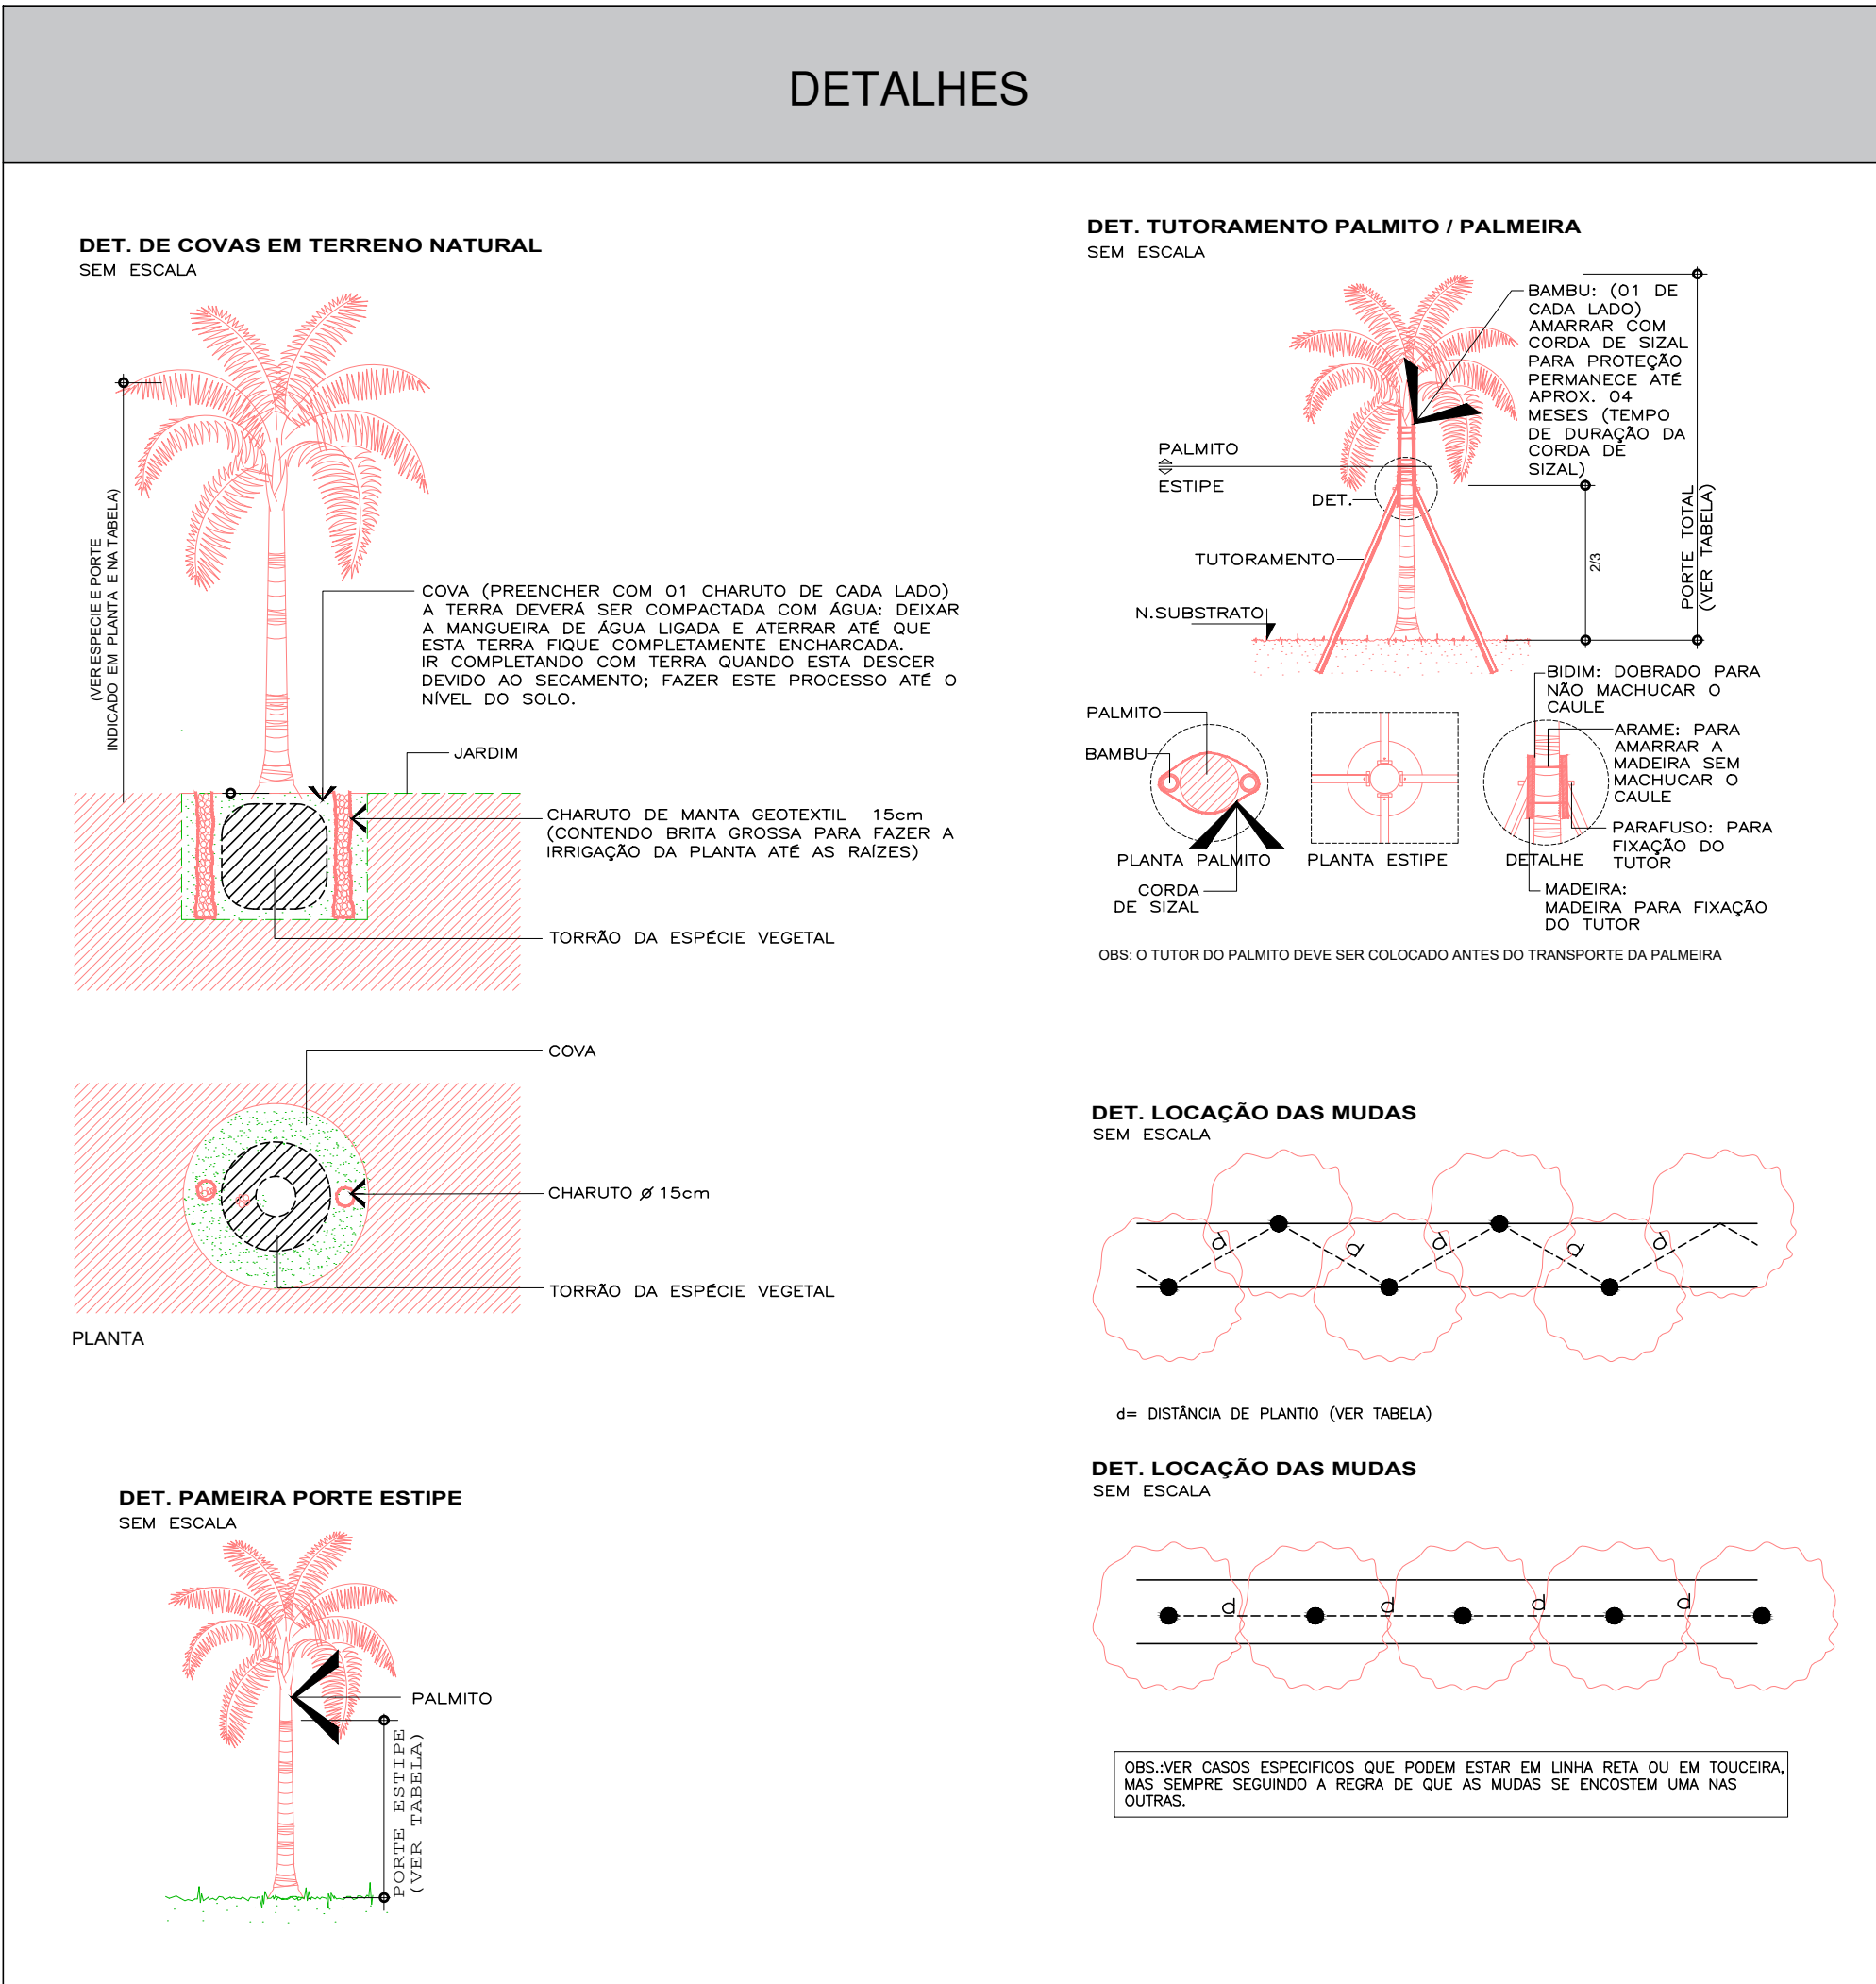 DETALHES
DET. DE COVAS EM TERRENO NATURAL
SEM ESCALA
(VER ESPECIE E PORTE
INDICADO EM PLANTA E NA TABELA)
COVA (PREENCHER COM 01 CHARUTO DE CADA LADO)
A TERRA DEVERÁ SER COMPACTADA COM ÁGUA: DEIXAR
A MANGUEIRA DE ÁGUA LIGADA E ATERRAR ATÉ QUE
ESTA TERRA FIQUE COMPLETAMENTE ENCHARCADA.
IR COMPLETANDO COM TERRA QUANDO ESTA DESCER
DEVIDO AO SECAMENTO; FAZER ESTE PROCESSO ATÉ O
NÍVEL DO SOLO.
JARDIM
CHARUTO DE MANTA GEOTEXTIL 15cm
(CONTENDO BRITA GROSSA PARA FAZER A
IRRIGAÇÃO DA PLANTA ATÉ AS RAÍZES)
TORRÃO DA ESPÉCIE VEGETAL
COVA
CHARUTO Ø 15cm
TORRÃO DA ESPÉCIE VEGETAL
PLANTA
DET. PAMEIRA PORTE ESTIPE
SEM ESCALA
PALMITO
PORTE ESTIPE
(VER TABELA)
DET. TUTORAMENTO PALMITO / PALMEIRA
SEM ESCALA
BAMBU: (01 DE
CADA LADO)
AMARRAR COM
CORDA DE SIZAL
PARA PROTEÇÃO
PERMANECE ATÉ
APROX. 04
MESES (TEMPO
DE DURAÇÃO DA
CORDA DE
SIZAL)
PALMITO
ESTIPE
DET.
TUTORAMENTO
N.SUBSTRATO
2/3
PORTE TOTAL
(VER TABELA)
PALMITO
BAMBU
PLANTA PALMITO
CORDA
DE SIZAL
PLANTA ESTIPE
BIDIM: DOBRADO PARA
NÃO MACHUCAR O
CAULE
ARAME: PARA
AMARRAR A
MADEIRA SEM
MACHUCAR O
CAULE
PARAFUSO: PARA
FIXAÇÃO DO
TUTOR
DETALHE
MADEIRA:
MADEIRA PARA FIXAÇÃO
DO TUTOR
OBS: O TUTOR DO PALMITO DEVE SER COLOCADO ANTES DO TRANSPORTE DA PALMEIRA
DET. LOCAÇÃO DAS MUDAS
SEM ESCALA
d d d d d
d= DISTÂNCIA DE PLANTIO (VER TABELA)
DET. LOCAÇÃO DAS MUDAS
SEM ESCALA
d d d d
OBS.:VER CASOS ESPECIFICOS QUE PODEM ESTAR EM LINHA RETA OU EM TOUCEIRA,
MAS SEMPRE SEGUINDO A REGRA DE QUE AS MUDAS SE ENCOSTEM UMA NAS
OUTRAS.